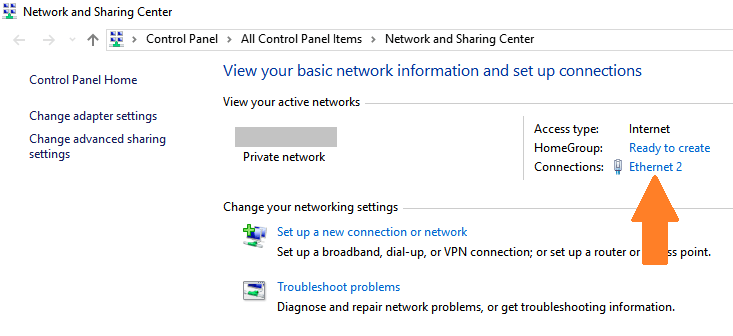 Network and Sharing Center
Control Panel > All Control Panel Items > Network and Sharing Center
Control Panel Home
Change adapter settings
Change advanced sharing
settings
View your basic network information and set up connections
View your active networks
Private network
Access type: Internet
HomeGroup: Ready to create
Connections: Ethernet 2
Change your networking settings
Set up a new connection or network
Set up a broadband, dial-up, or VPN connection; or set up a router or ss point.
Troubleshoot problems
Diagnose and repair network problems, or get troubleshooting information.